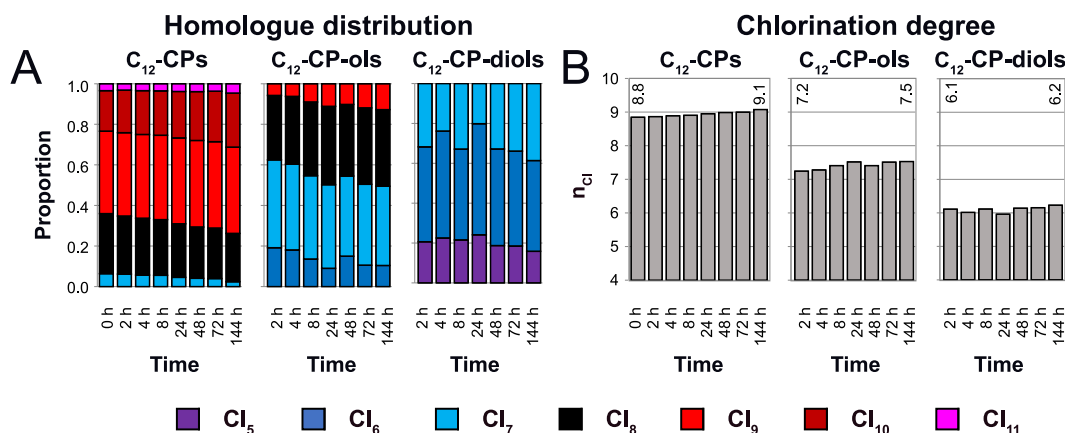 Homologue distribution
Chlorination degree
A
C₁₂-CPs
C₁₂-CP-ols
C₁₂-CP-diols
B
C₁₂-CPs
C₁₂-CP-ols
C₁₂-CP-diols
Proportion
1.0
0.8
0.6
0.4
0.2
0.0
0 h
2 h
4 h
8 h
24 h
48 h
72 h
144 h
Time
2 h
4 h
8 h
24 h
48 h
72 h
144 h
Time
2 h
4 h
8 h
24 h
48 h
72 h
144 h
Time
n_Cl
10
9
8
7
6
5
4
8.8
9.1
7.2
7.5
6.1
6.2
0 h
2 h
4 h
8 h
24 h
48 h
72 h
144 h
Time
2 h
4 h
8 h
24 h
48 h
72 h
144 h
Time
2 h
4 h
8 h
24 h
48 h
72 h
144 h
Time
Cl₅ Cl₆ Cl₇ Cl₈ Cl₉ Cl₁₀ Cl₁₁